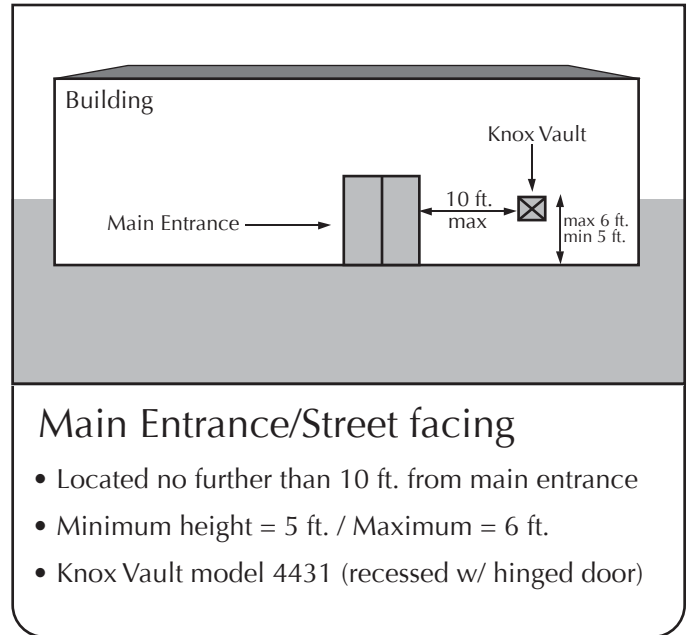 Building
Knox Vault
Main Entrance
10 ft.
max
max 6 ft.
min 5 ft.
Main Entrance/Street facing
• Located no further than 10 ft. from main entrance
• Minimum height = 5 ft. / Maximum = 6 ft.
• Knox Vault model 4431 (recessed w/ hinged door)